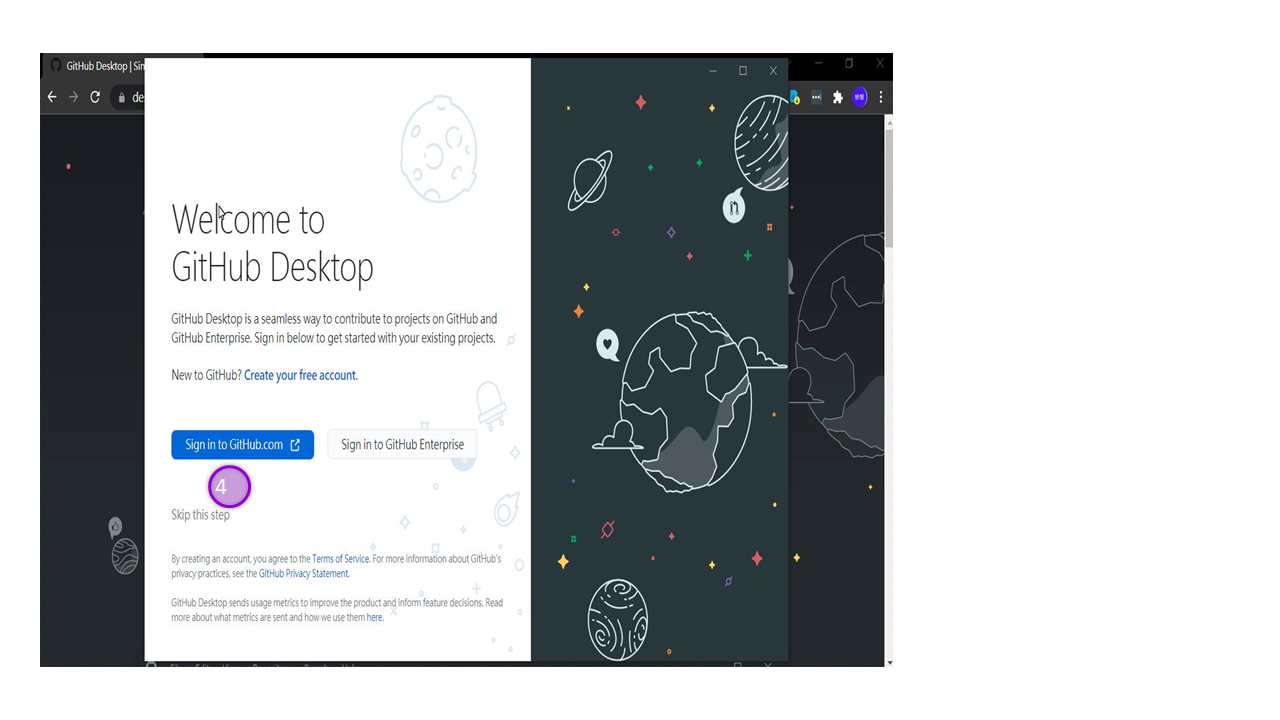 GitHub Desktop | Sin
de
Welcome to
GitHub Desktop
GitHub Desktop is a seamless way to contribute to projects on GitHub and
GitHub Enterprise. Sign in below to get started with your existing projects.
New to GitHub? Create your free account.
Sign in to GitHub.com
Sign in to GitHub Enterprise
4
Skip this step
By creating an account, you agree to the Terms of Service. For more information about GitHub's
privacy practices, see the GitHub Privacy Statement.
GitHub Desktop sends usage metrics to improve the product and inform feature decisions. Read
more about what metrics are sent and how we use them here.